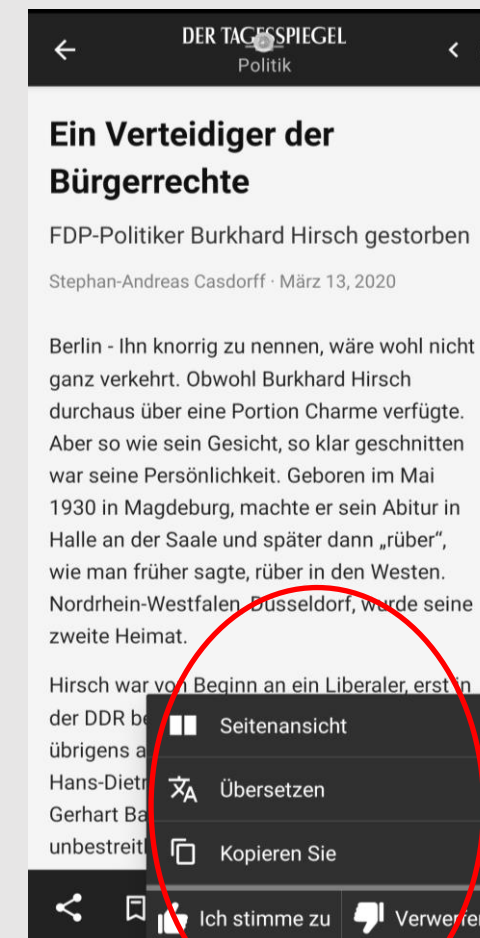 DER TAGESSPIEGEL
Politik
Ein Verteidiger der
Bürgerrechte
FDP-Politiker Burkhard Hirsch gestorben
Stephan-Andreas Casdorff · März 13, 2020
Berlin - Ihn knorrig zu nennen, wäre wohl nicht
ganz verkehrt. Obwohl Burkhard Hirsch
durchaus über eine Portion Charme verfügte.
Aber so wie sein Gesicht, so klar geschnitten
war seine Persönlichkeit. Geboren im Mai
1930 in Magdeburg, machte er sein Abitur in
Halle an der Saale und später dann „rüber“,
wie man früher sagte, rüber in den Westen.
Nordrhein-Westfalen, Düsseldorf, wurde seine
zweite Heimat.
Hirsch war von Beginn an ein Liberaler, erst in
der DDR be
übrigens a
Hans-Dietr
Gerhart Ba
unbestreitl
Seitenansicht
Übersetzen
Kopieren Sie
Ich stimme zu
Verwerfen